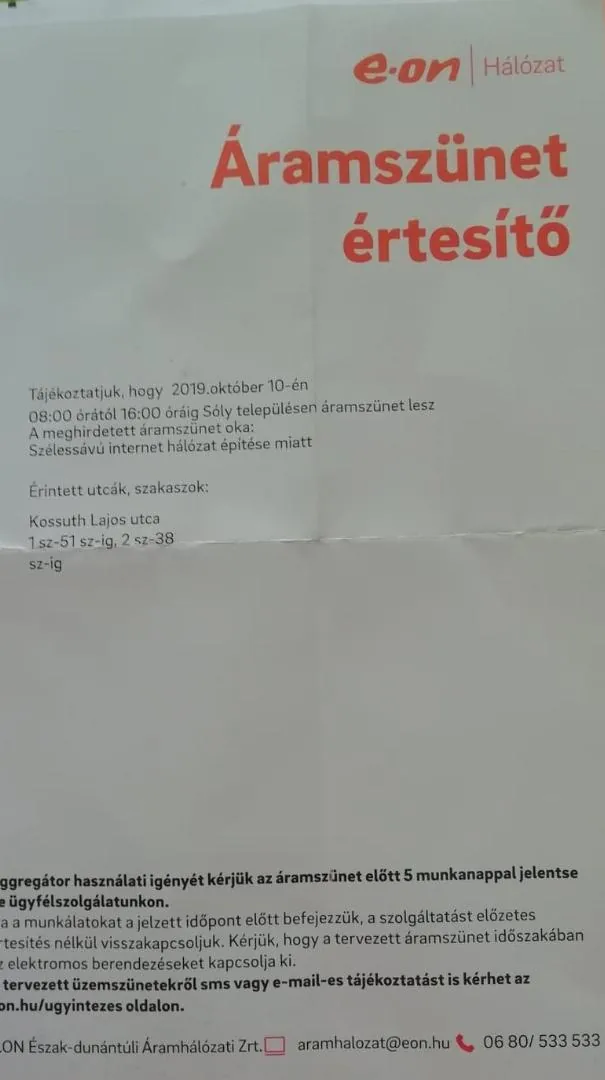 e·on | Hálózat
Áramszünet
értesítő
Tájékoztatjuk, hogy 2019.október 10-én
08:00 órától 16:00 óráig Sóly településen áramszünet lesz
A meghirdetett áramszünet oka:
Szélessávú internet hálózat építése miatt
Érintett utcák, szakaszok:
Kossuth Lajos utca
1 sz-51 sz-ig, 2 sz-38
sz-ig
ggregátor használati igényét kérjük az áramszünet előtt 5 munkanappal jelentse
e ügyfélszolgálatunkon.
a a munkálatokat a jelzett időpont előtt befejezzük, a szolgáltatást előzetes
rtesítés nélkül visszakapcsoljuk. Kérjük, hogy a tervezett áramszünet időszakában
z elektromos berendezéseket kapcsolja ki.
tervezett üzemszünetekről sms vagy e-mail-es tájékoztatást is kérhet az
on.hu/ugyintezes oldalon.
.ON Észak-dunántúli Áramhálózati Zrt. aramhalozat@eon.hu 06 80/ 533 533